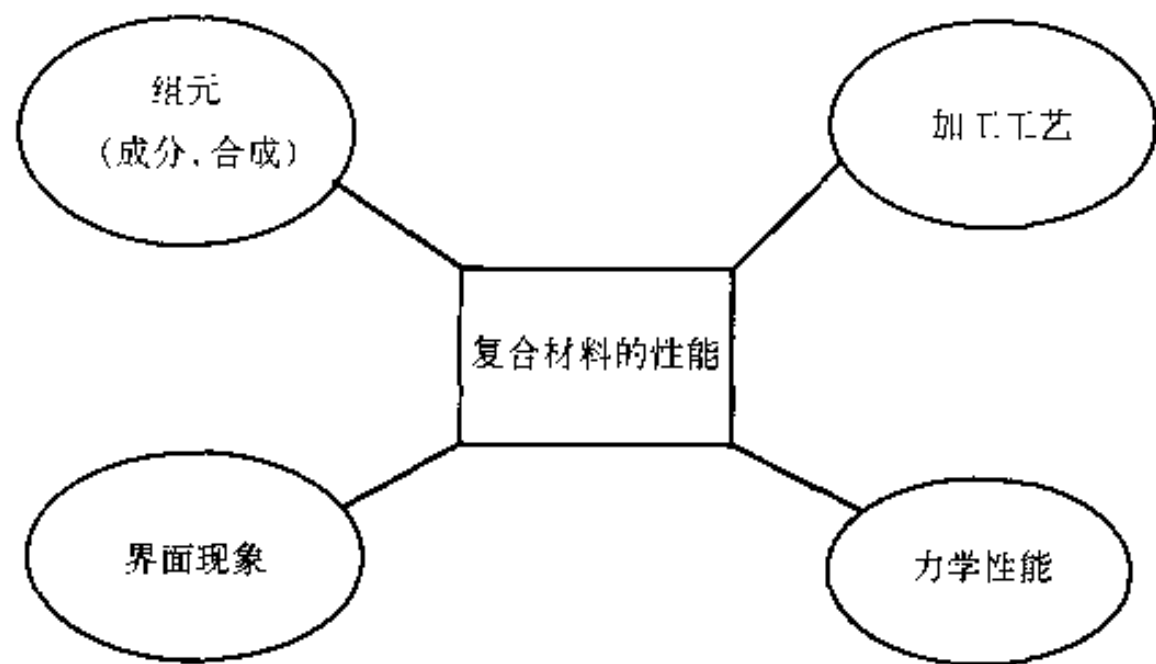 组元
(成分,合成)
加工工艺
复合材料的性能
界面现象
力学性能